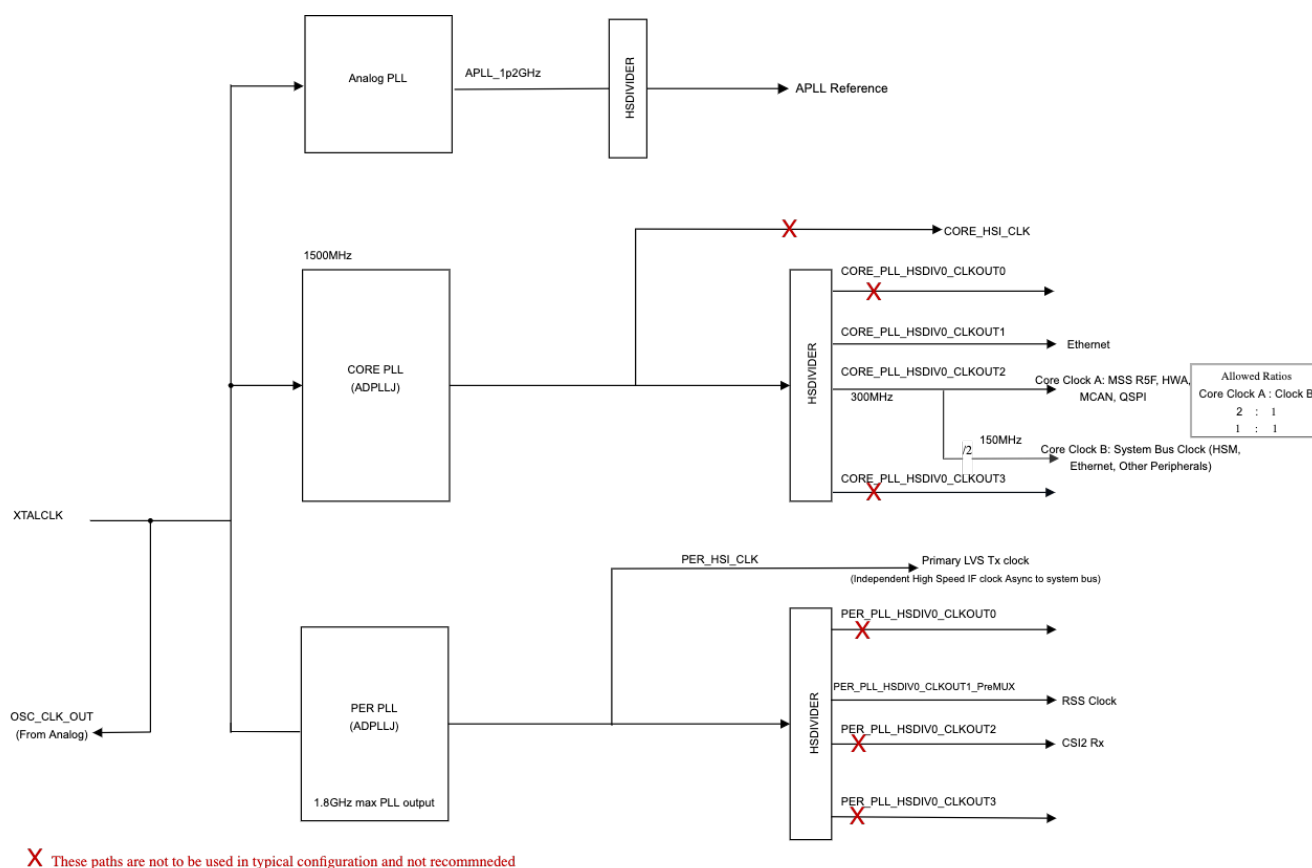 Analog PLL
APLL_1p2GHz
HSDIVIDER
APLL Reference
CORE_HSI_CLK
1500MHz
CORE PLL
(ADPLLJ)
HSDIVIDER
CORE_PLL_HSDIV0_CLKOUT0
CORE_PLL_HSDIV0_CLKOUT1
Ethernet
CORE_PLL_HSDIV0_CLKOUT2
300MHz
Core Clock A: MSS R5F, HWA,
MCAN, QSPI
Allowed Ratios
Core Clock A : Clock B
2 : 1
1 : 1
/2
150MHz
Core Clock B: System Bus Clock (HSM,
Ethernet, Other Peripherals)
CORE_PLL_HSDIV0_CLKOUT3
XTALCLK
OSC_CLK_OUT
(From Analog)
PER_HSI_CLK
Primary LVS Tx clock
(Independent High Speed IF clock Async to system bus)
PER PLL
(ADPLLJ)
1.8GHz max PLL output
HSDIVIDER
PER_PLL_HSDIV0_CLKOUT0
PER_PLL_HSDIV0_CLKOUT1_PreMUX
RSS Clock
PER_PLL_HSDIV0_CLKOUT2
CSI2 Rx
PER_PLL_HSDIV0_CLKOUT3
X These paths are not to be used in typical configuration and not recommneded